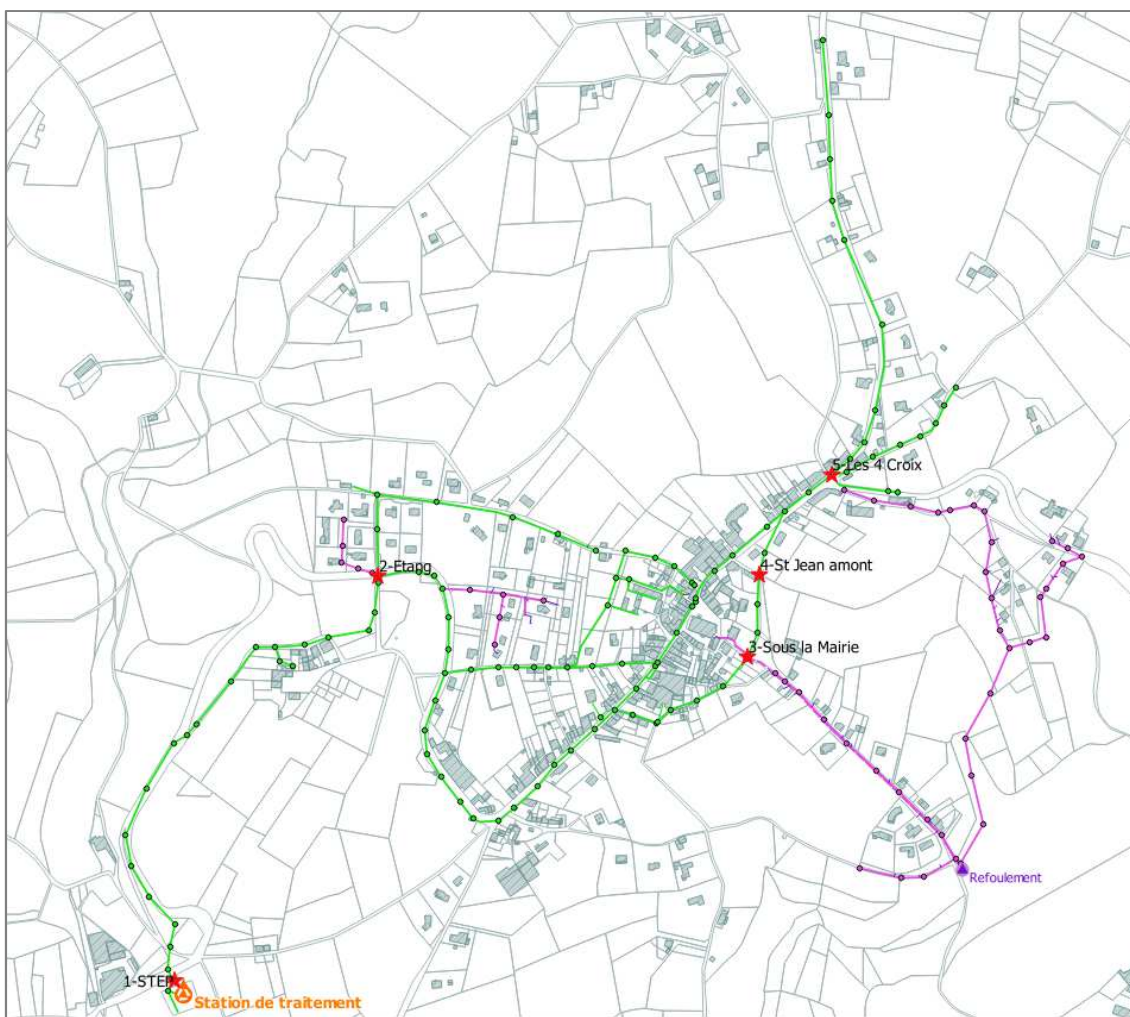 5-Les 4 Croix
2-Etang
4-St Jean amont
3-Sous la Mairie
Refoulement
1-STEP
Station de traitement